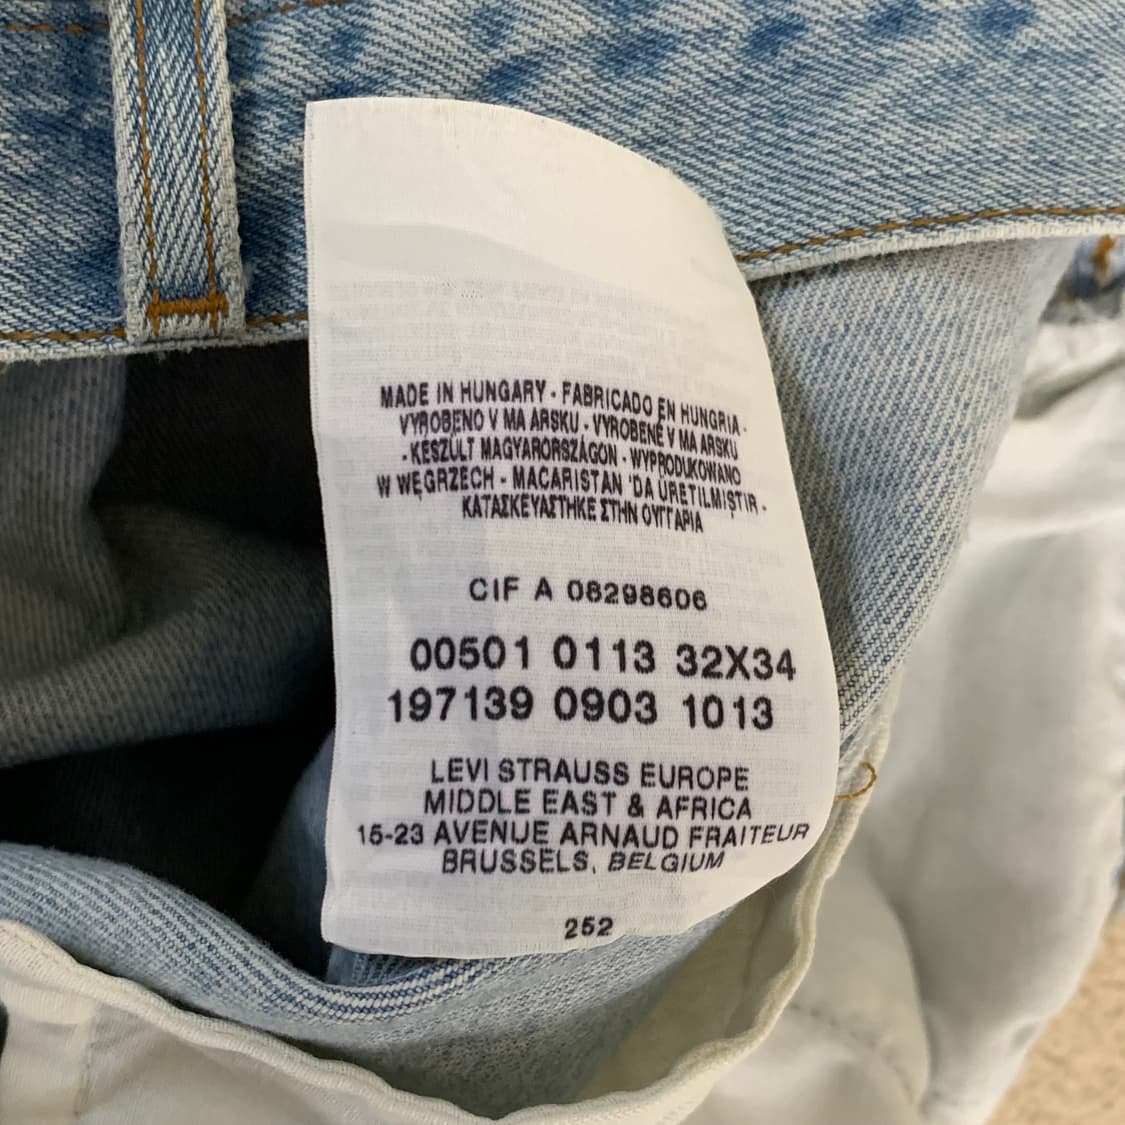 MADE IN HUNGARY - FABRICADO EN HUNGRIA -
VYROBENO V MA ARSKU - VYROBENÉ V MA ARSKU
- KESZULT MAGYARORSZÁGON - WYPRODUKOWANO
W WĘGRZECH - MACARISTAN 'DA ÜRETILMIŞTIR -
ΚΑΤΑΣΚΕΥΑΣΤΗΚΕ ΣΤΗΝ ΟΥΓΓΑΡΙΑ
CIF A 08298606
00501 0113 32X34
197139 0903 1013
LEVI STRAUSS EUROPE
MIDDLE EAST & AFRICA
15-23 AVENUE ARNAUD FRAITEUR
BRUSSELS, BELGIUM
252